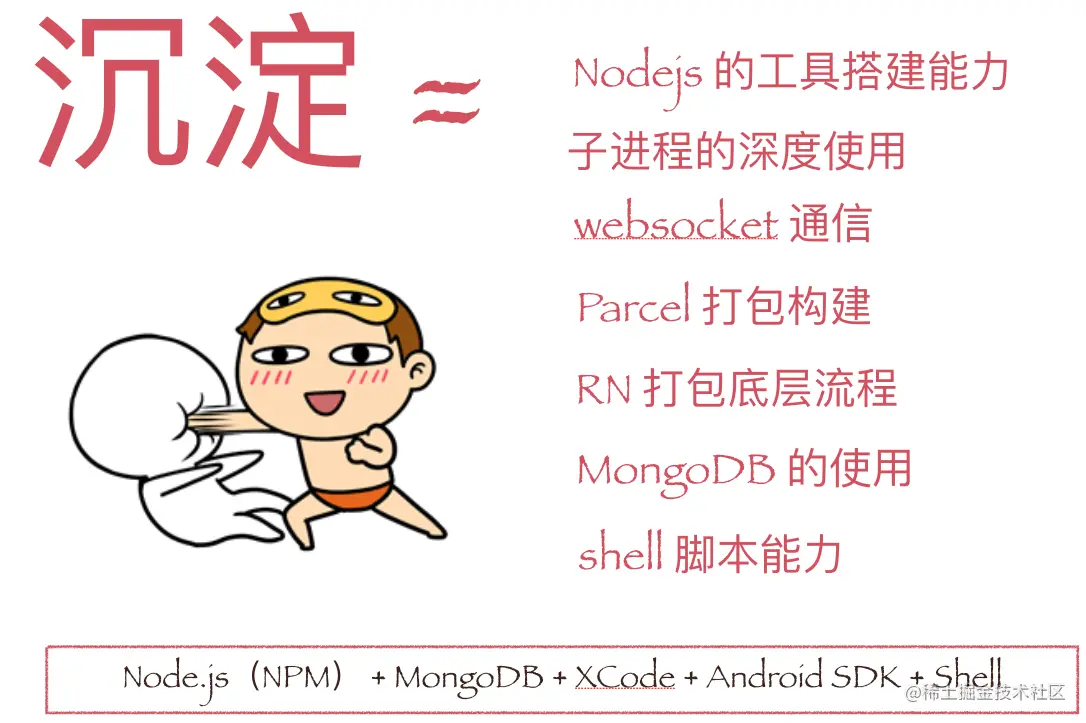 沉淀 ≈
Nodejs 的工具搭建能力
子进程的深度使用
websocket 通信
Parcel 打包构建
RN 打包底层流程
MongoDB 的使用
shell 脚本能力
Node.js（NPM） + MongoDB + XCode + Android SDK + Shell
@稀土掘金技术社区